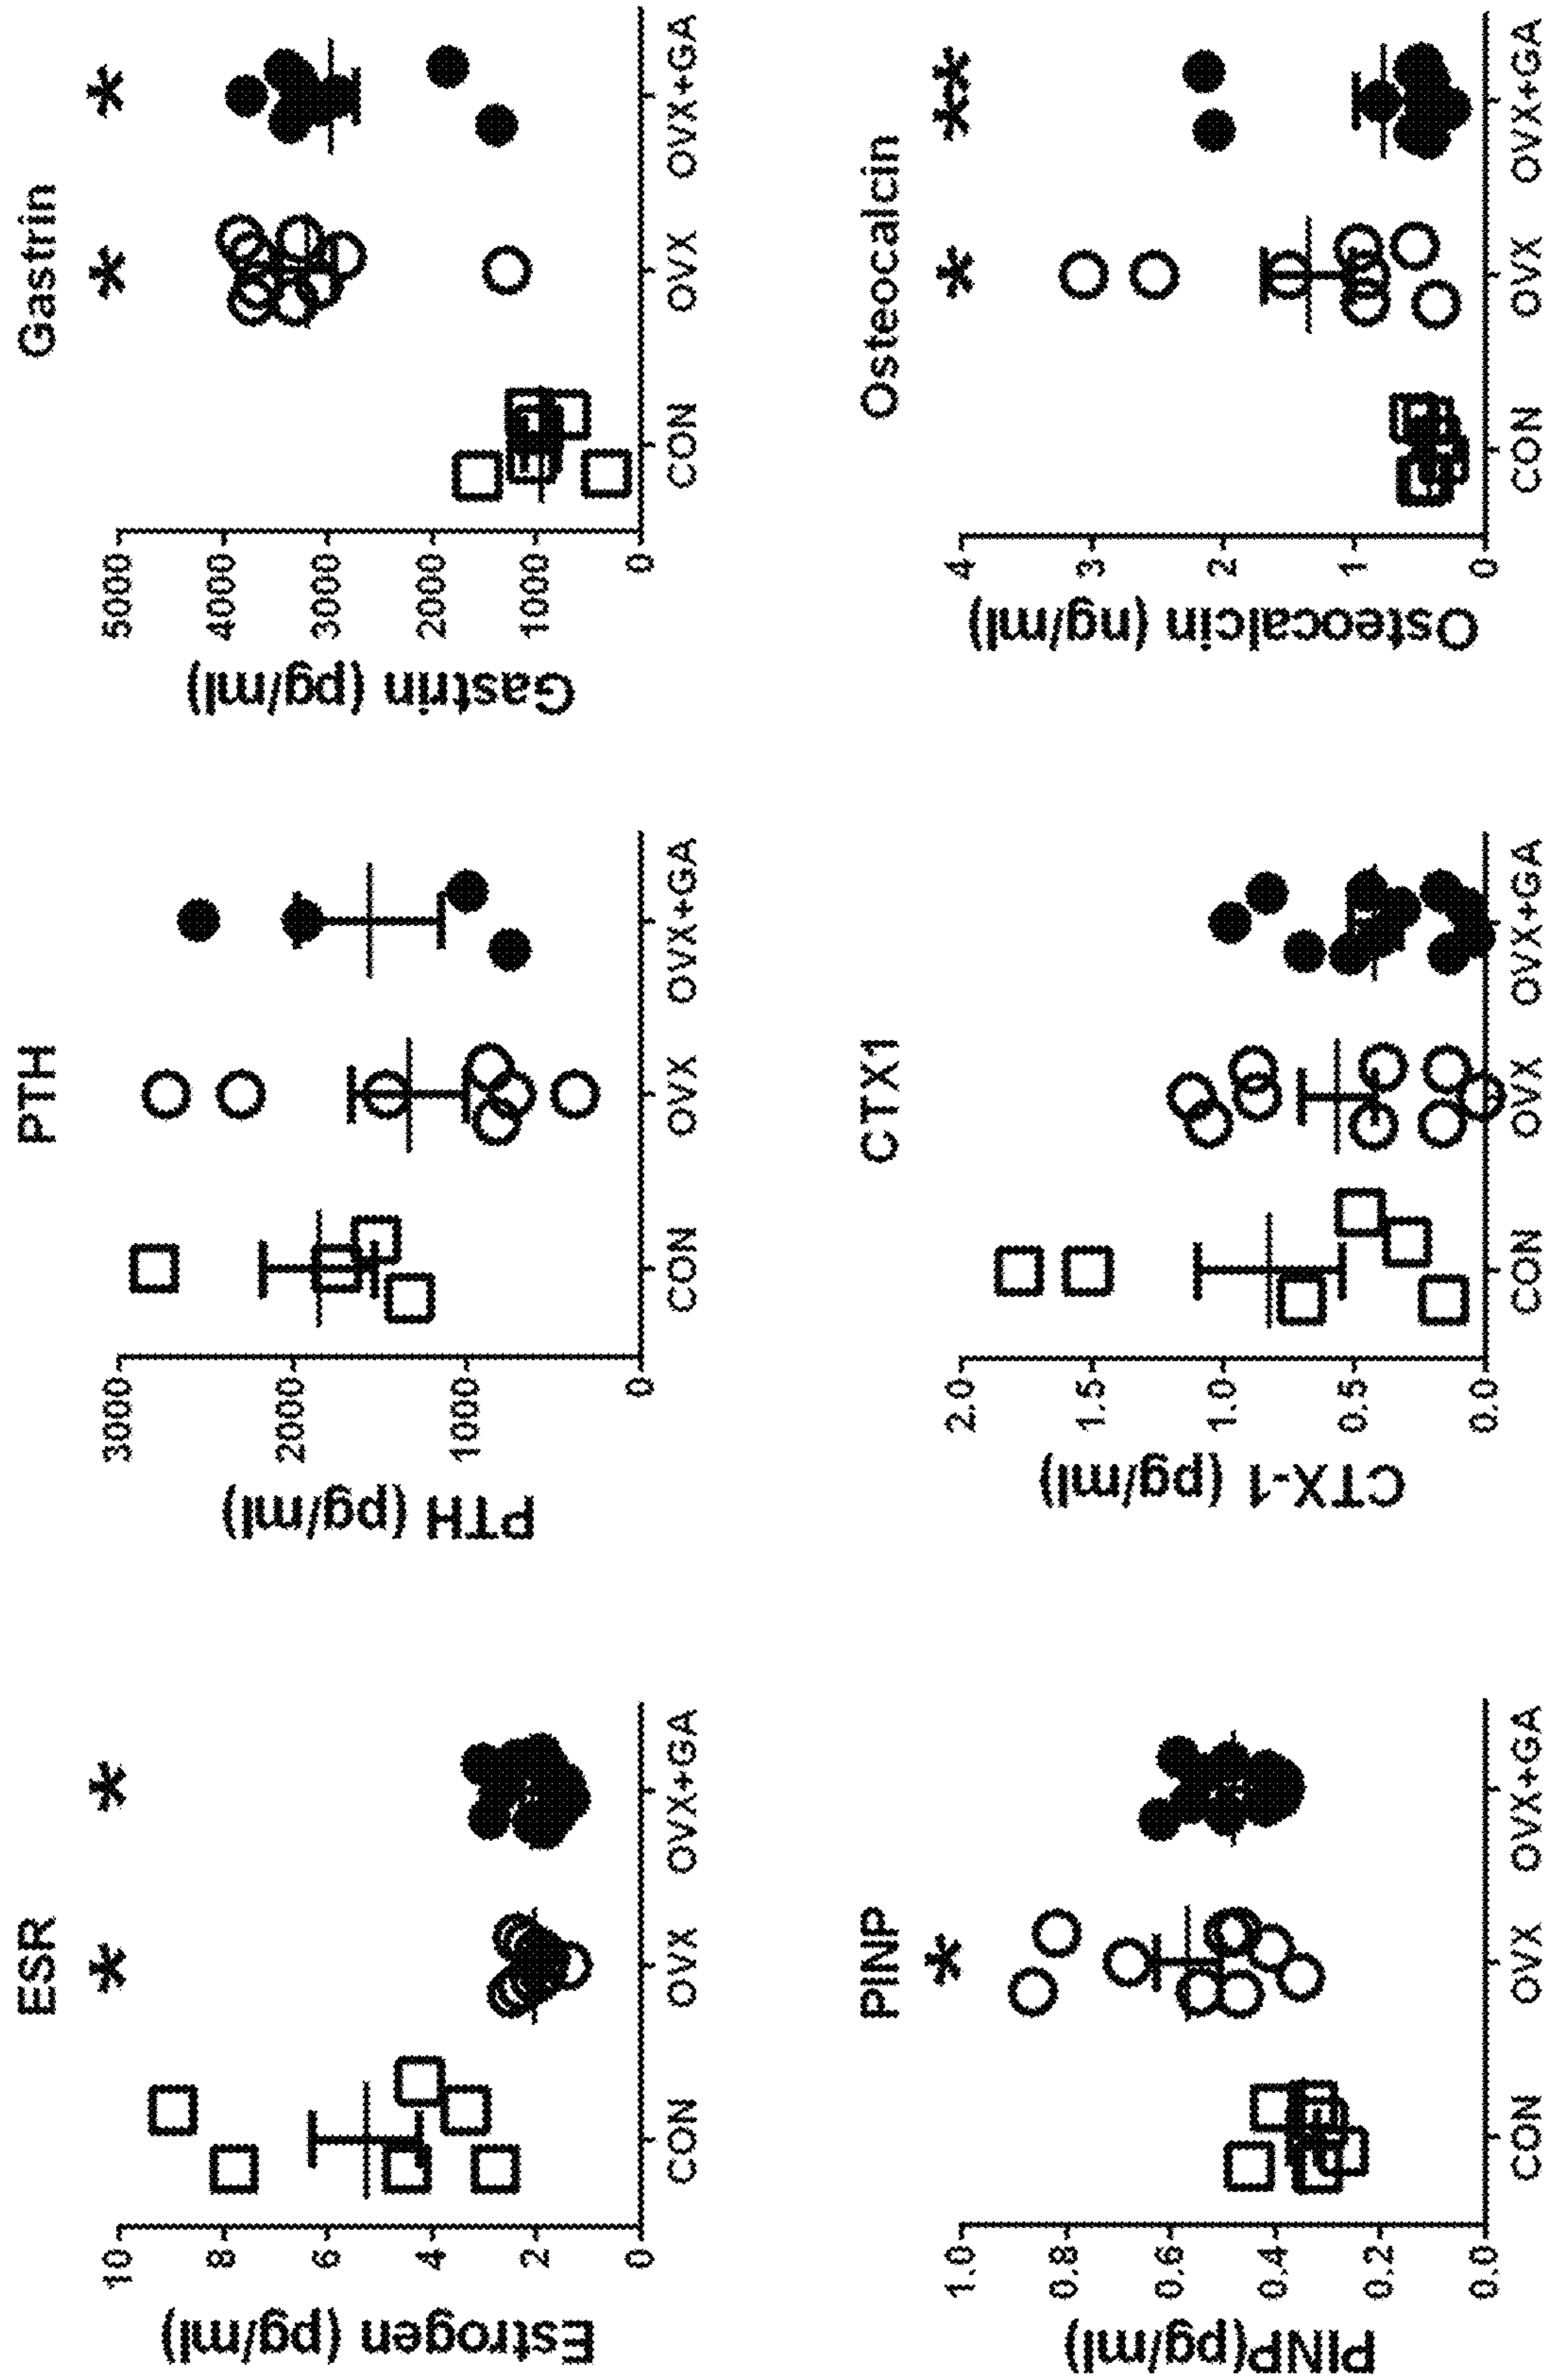 ESR
Estrogen (pg/ml)
10
8
6
4
2
0
*
*
CON
OVX
OVX+GA
PTH
PTH (pg/ml)
3000
2000
1000
0
CON
OVX
OVX+GA
Gastrin
Gastrin (pg/ml)
5000
4000
3000
2000
1000
0
*
*
CON
OVX
OVX+GA
PINP
PINP(pg/ml)
1.0
0.8
0.6
0.4
0.2
0.0
*
CON
OVX
OVX+GA
CTX1
CTX-1 (pg/ml)
2.0
1.5
1.0
0.5
0.0
CON
OVX
OVX+GA
Osteocalcin
Osteocalcin (ng/ml)
4
3
2
1
0
*
**
CON
OVX
OVX+GA